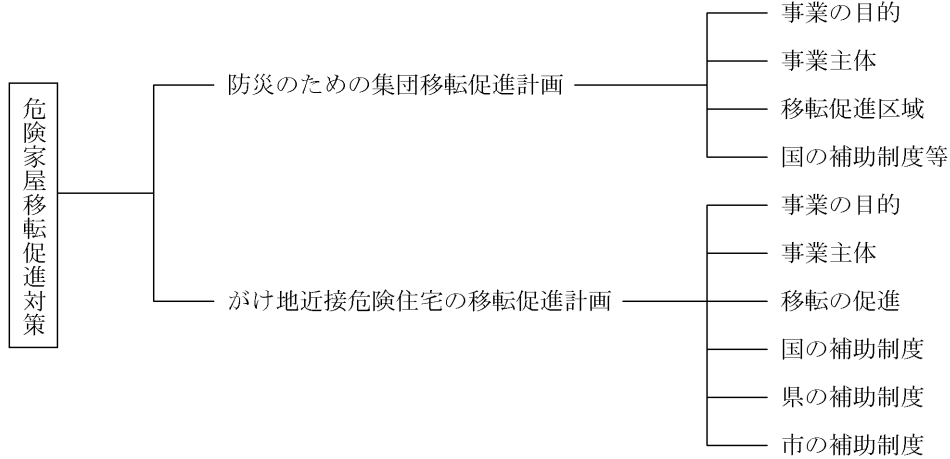 危険家屋移転促進対策
防災のための集団移転促進計画
事業の目的
事業主体
移転促進区域
国の補助制度等
がけ地近接危険住宅の移転促進計画
事業の目的
事業主体
移転の促進
国の補助制度
県の補助制度
市の補助制度